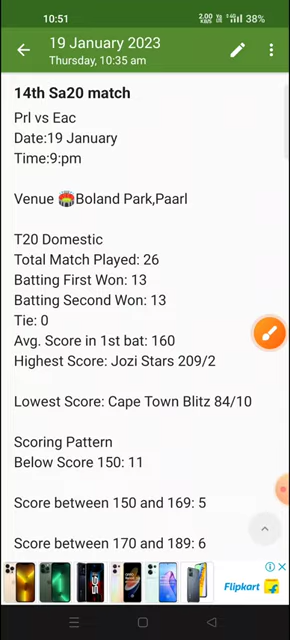 10:51
2.00 KB/S 4G 38%
19 January 2023
Thursday, 10:35 am
14th Sa20 match
Prl vs Eac
Date:19 January
Time:9:pm
Venue 🏟Boland Park,Paarl
T20 Domestic
Total Match Played: 26
Batting First Won: 13
Batting Second Won: 13
Tie: 0
Avg. Score in 1st bat: 160
Highest Score: Jozi Stars 209/2
Lowest Score: Cape Town Blitz 84/10
Scoring Pattern
Below Score 150: 11
Score between 150 and 169: 5
Score between 170 and 189: 6
Flipkart